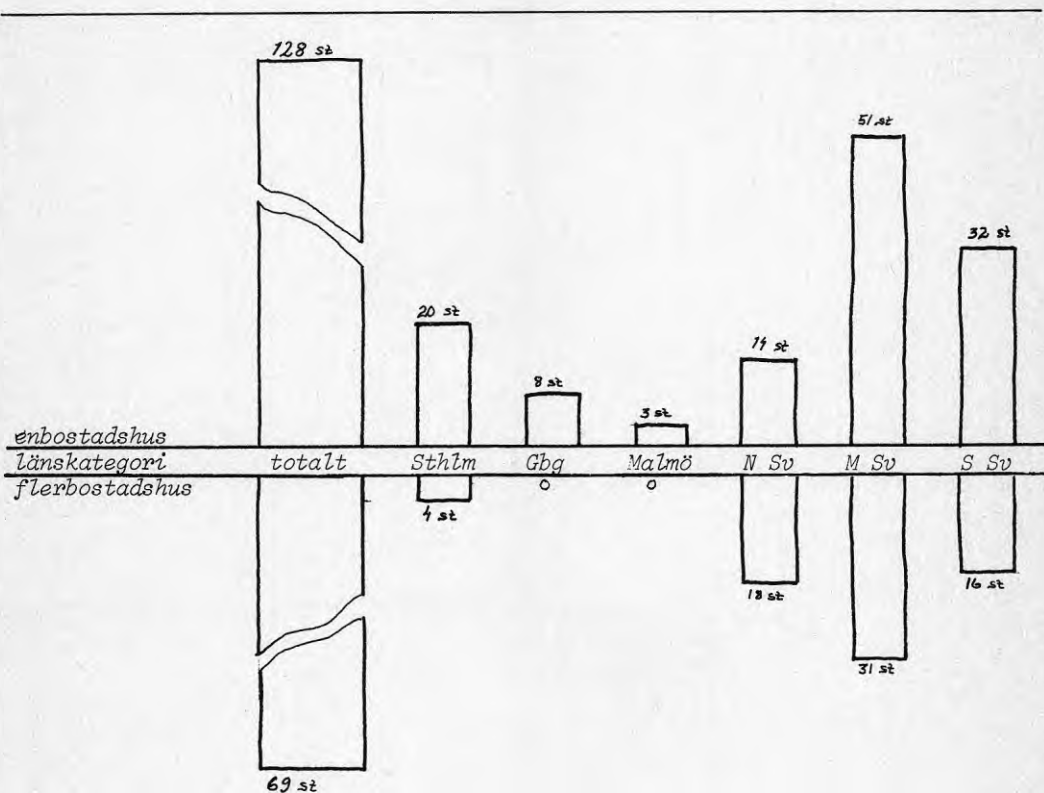 128 st
51 st
32 st
20 st
14 st
8 st
3 st
enbostadshus
länskategori totalt Sthlm Gbg Malmö N Sv M Sv S Sv
flerbostadshus
0 0
4 st
18 st
16 st
31 st
69 st